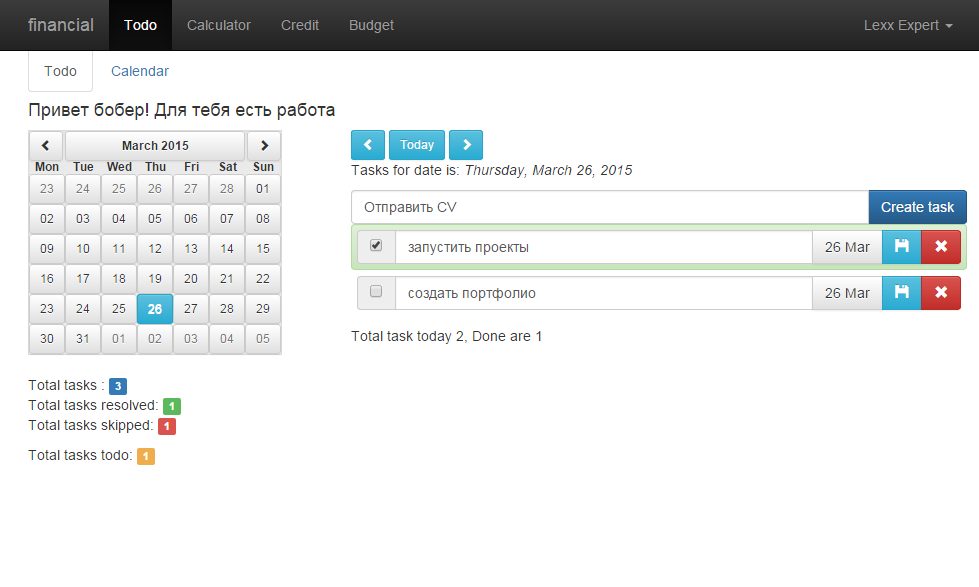 financial Todo Calculator Credit Budget Lexx Expert
Todo Calendar
Привет бобер! Для тебя есть работа
March 2015
Mon Tue Wed Thu Fri Sat Sun
23 24 25 26 27 28 01
02 03 04 05 06 07 08
09 10 11 12 13 14 15
16 17 18 19 20 21 22
23 24 25 26 27 28 29
30 31 01 02 03 04 05
Total tasks : 3
Total tasks resolved: 1
Total tasks skipped: 1
Total tasks todo: 1
Today
Tasks for date is: Thursday, March 26, 2015
Отправить CV Create task
запустить проекты 26 Mar
создать портфолио 26 Mar
Total task today 2, Done are 1